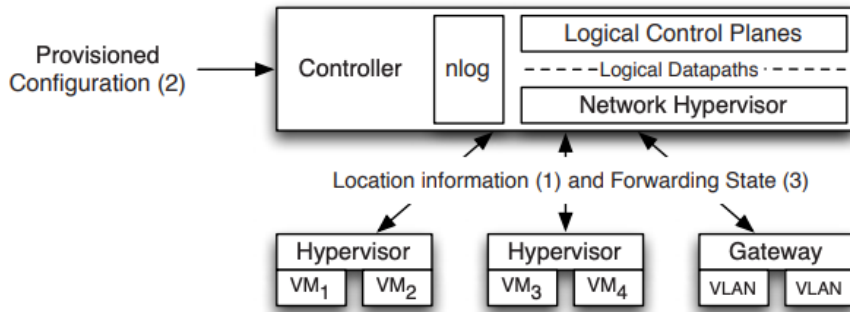 Provisioned
Configuration (2)
Controller
nlog
Logical Control Planes
Logical Datapaths
Network Hypervisor
Location information (1) and Forwarding State (3)
Hypervisor
VM1
VM2
Hypervisor
VM3
VM4
Gateway
VLAN
VLAN